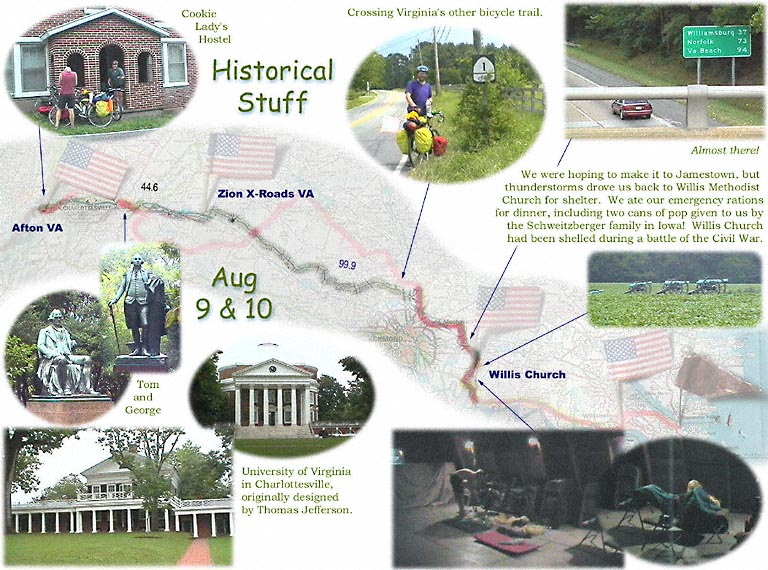 Cookie
Lady's
Hostel
Historical
Stuff
Crossing Virginia's other bicycle trail.
1
Williamsburg 37
Norfolk 73
Va Beach 94
Almost there!
We were hoping to make it to Jamestown, but
thunderstorms drove us back to Willis Methodist
Church for shelter. We ate our emergency rations
for dinner, including two cans of pop given to us by
the Schweitzberger family in Iowa! Willis Church
had been shelled during a battle of the Civil War.
44.6
Zion X-Roads VA
CHARLOTTESVILLE
Afton VA
99.9
Aug
9 & 10
Willis Church
Tom
and
George
University of Virginia
in Charlottesville,
originally designed
by Thomas Jefferson.